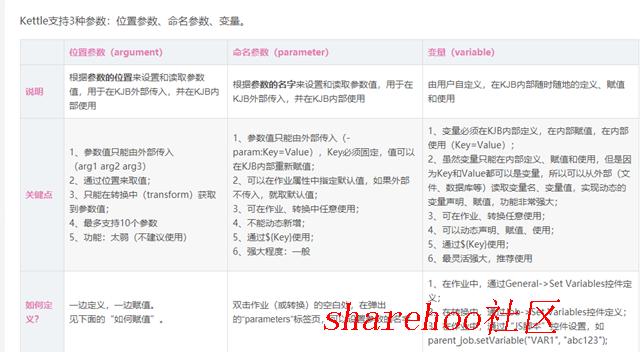 Kettle支持3种参数：位置参数、命名参数、变量。
位置参数（argument）
命名参数（parameter）
变量（variable）
说明
根据参数的位置来设置和读取参数
值，用于在KJB外部传入，并在KJB内
部使用
根据参数的名字来设置和读取参数值，用于在
KJB外部传入，并在KJB内部使用
由用户自定义，在KJB内部随时随地的定义、赋值
和使用
关键点
1、参数值只能由外部传入
（arg1 arg2 arg3）
2、通过位置来取值；
3、只能在转换中（transform）获取
到参数值；
4、最多支持10个参数
5、功能：太弱（不建议使用）
1、参数值只能由外部传入（-
param:Key=Value），Key必须固定，值可以
在KJB内部重新赋值；
2、可以在作业属性中指定默认值，如果外部
不传入，就取默认值；
3、可在作业、转换中任意使用；
4、不能动态新增；
5、通过${Key}使用；
6、强大程度：一般
1、变量必须在KJB内部定义，在内部赋值，在内部
使用（Key=Value）；
2、虽然变量只能在内部定义、赋值和使用，但是因
为Key和Value都可以是变量，所以可以从外部（文
件、数据库等）读取变量名、变量值，实现动态的
变量声明、赋值，功能非常强大；
3、可在作业、转换任意使用；
4、可以动态声明、赋值、使用；
5、通过${Key}使用；
6、最灵活强大，推荐使用
如何定
义？
一边定义，一边赋值。
见下面的“如何赋值”。
双击作业（或转换）的空白处，在弹出
的“parameters”标签页，设置参数的名
1、在作业中，通过General->Set Variables控件定
义；
2、在转换中，通过Job->Set Variables控件定义；
3、在作业中，通过“JS脚本”控件设置，如
parent_job.setVariable("VAR1", "abc123");
sharehoo社区